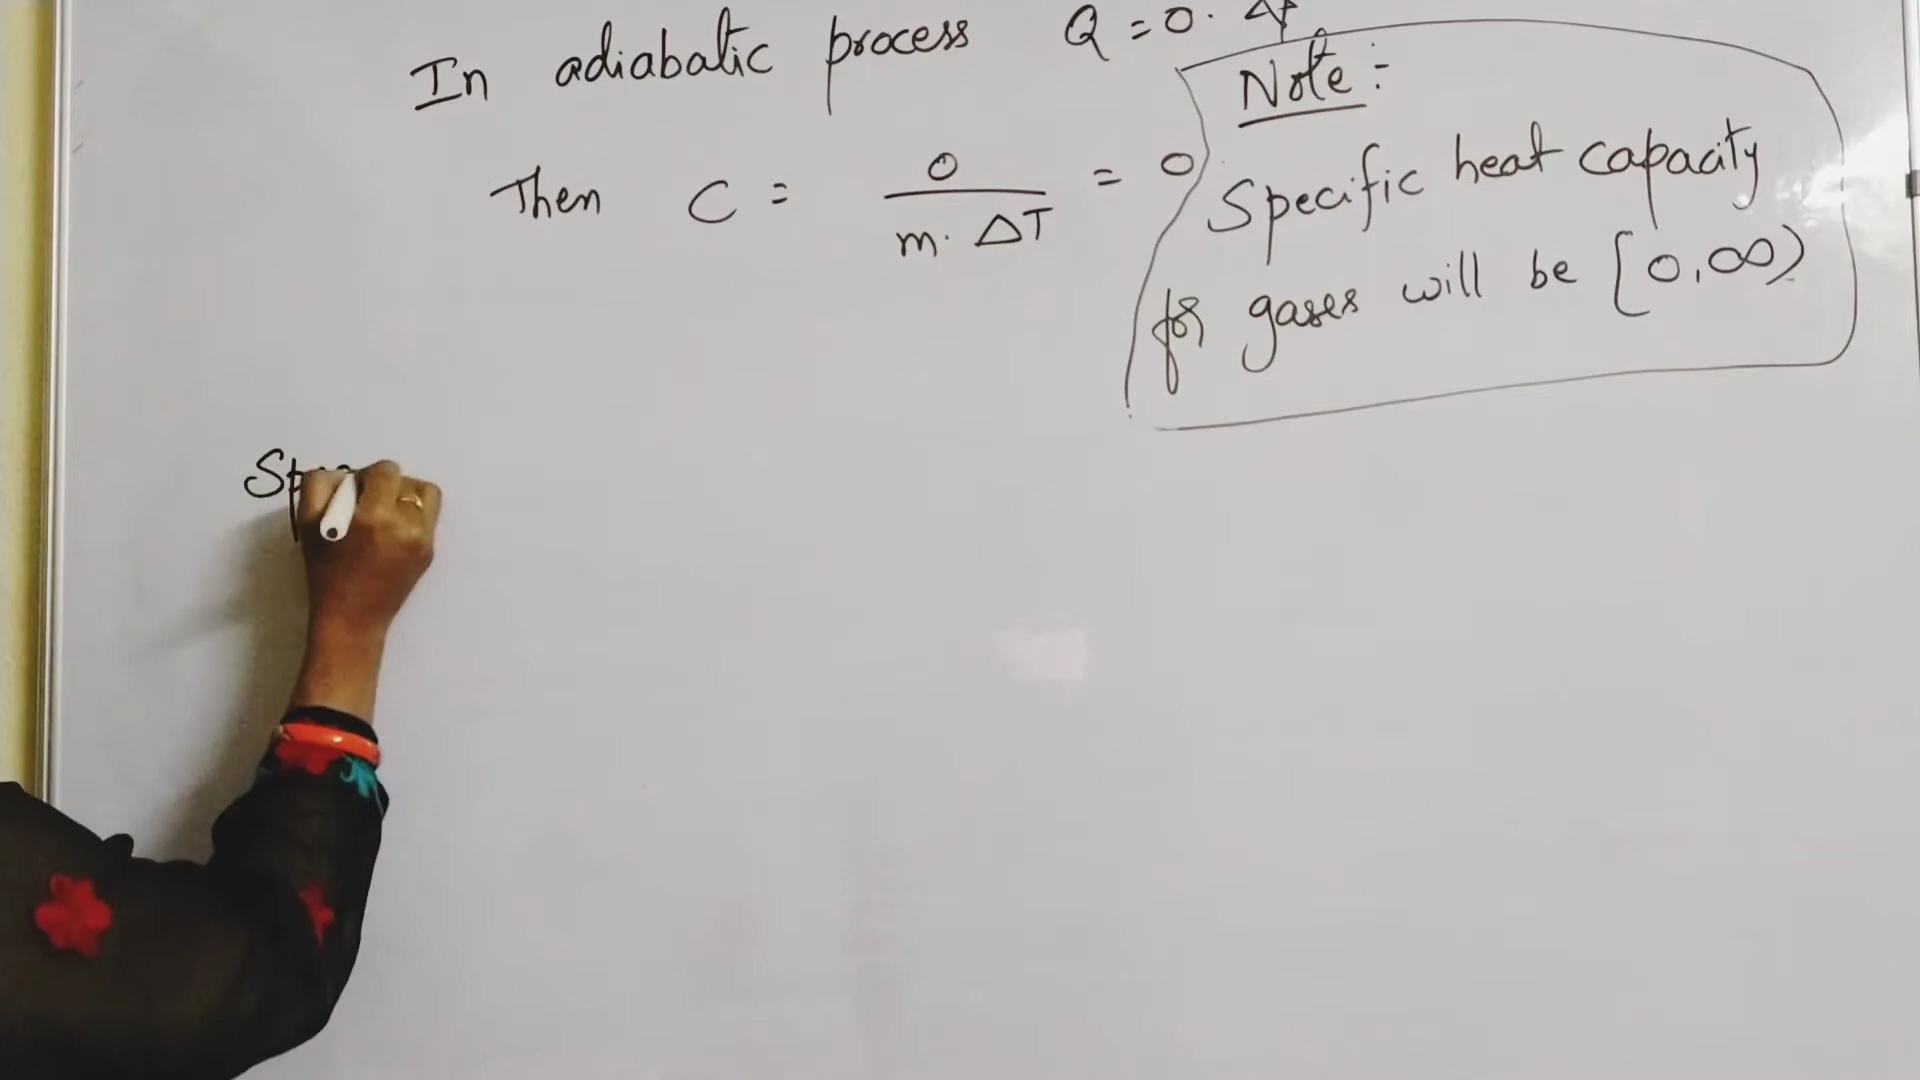 In adiabatic process Q = 0.
Then C = 0 / m. ΔT = 0
Note :-
Specific heat capacity
for gases will be [0,∞)